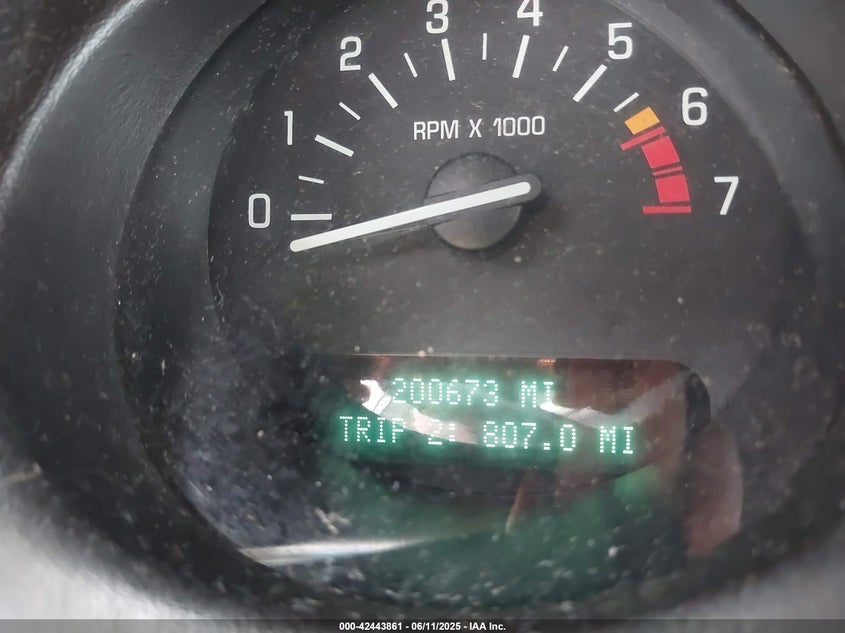 0 1 2 3 4 5 6 7
RPM X 1000
200673 MI
TRIP 2: 807.0 MI
000-42443861 - 06/11/2025 - IAA Inc.